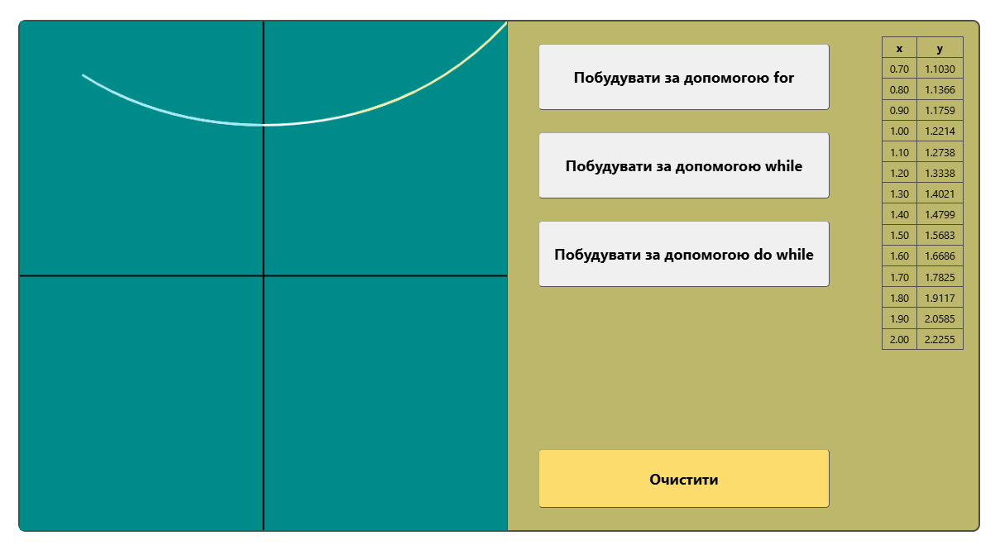 Побудувати за допомогою for
Побудувати за допомогою while
Побудувати за допомогою do while
Очистити
x y
0.70 1.1030
0.80 1.1366
0.90 1.1759
1.00 1.2214
1.10 1.2738
1.20 1.3338
1.30 1.4021
1.40 1.4799
1.50 1.5683
1.60 1.6686
1.70 1.7825
1.80 1.9117
1.90 2.0585
2.00 2.2255